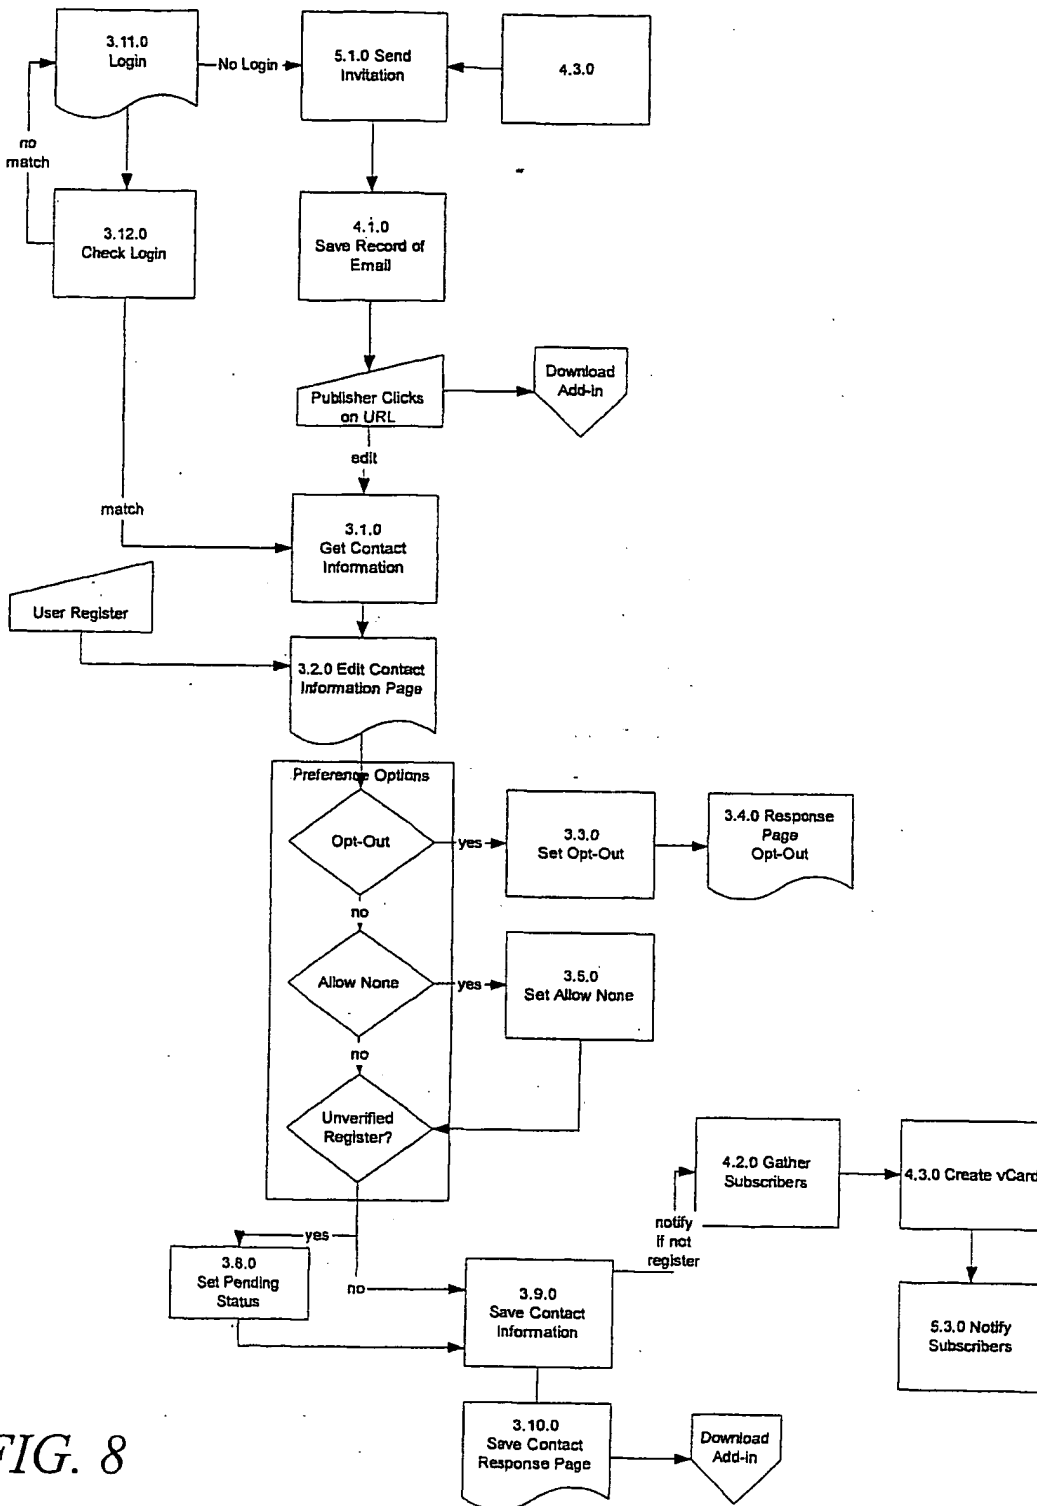 3.11.0
Login
No Login
5.1.0 Send
Invitation
4.3.0
no
match
3.12.0
Check Login
4.1.0
Save Record of
Email
Publisher Clicks
on URL
Download
Add-in
edit
match
3.1.0
Get Contact
Information
User Register
3.2.0 Edit Contact
Information Page
Preference Options
Opt-Out
yes
3.3.0
Set Opt-Out
3.4.0 Response
Page
Opt-Out
no
Allow None
yes
3.5.0
Set Allow None
no
Unverified
Register?
4.2.0 Gather
Subscribers
4.3.0 Create vCard
notify
if not
register
yes
3.8.0
Set Pending
Status
no
3.9.0
Save Contact
Information
5.3.0 Notify
Subscribers
3.10.0
Save Contact
Response Page
Download
Add-in
FIG. 8